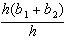 h(b₁ + b₂)
h